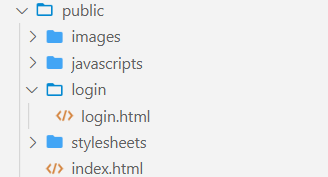 public
images
javascripts
login
login.html
stylesheets
index.html